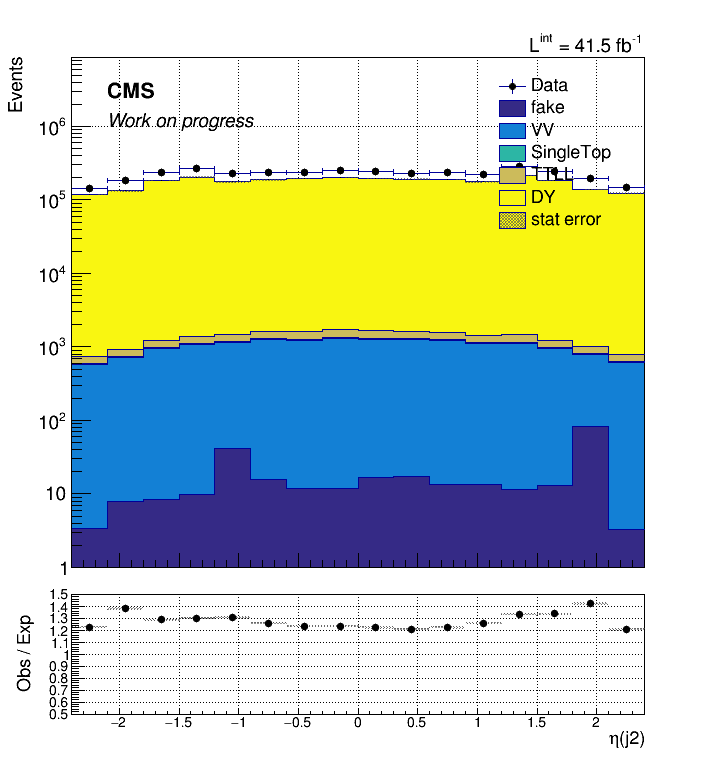 L^int = 41.5 fb^-1
Events
CMS
Work on progress
Data
fake
VV
SingleTop
DY
stat error
10^6
10^5
10^4
10^3
10^2
10
1
Obs / Exp
1.5
1.4
1.3
1.2
1.1
1
0.9
0.8
0.7
0.6
0.5
−2 −1.5 −1 −0.5 0 0.5 1 1.5 2
η(j2)